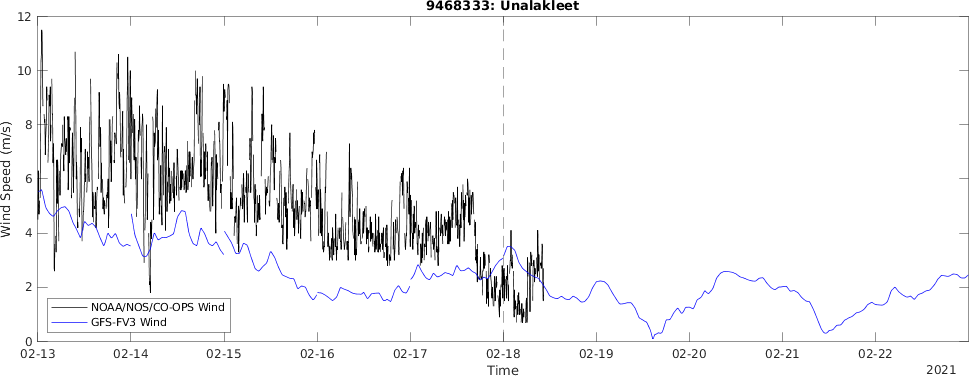 9468333: Unalakleet
12
10
8
6
4
2
0
Wind Speed (m/s)
NOAA/NOS/CO-OPS Wind
GFS-FV3 Wind
02-13 02-14 02-15 02-16 02-17 02-18 02-19 02-20 02-21 02-22
Time
2021